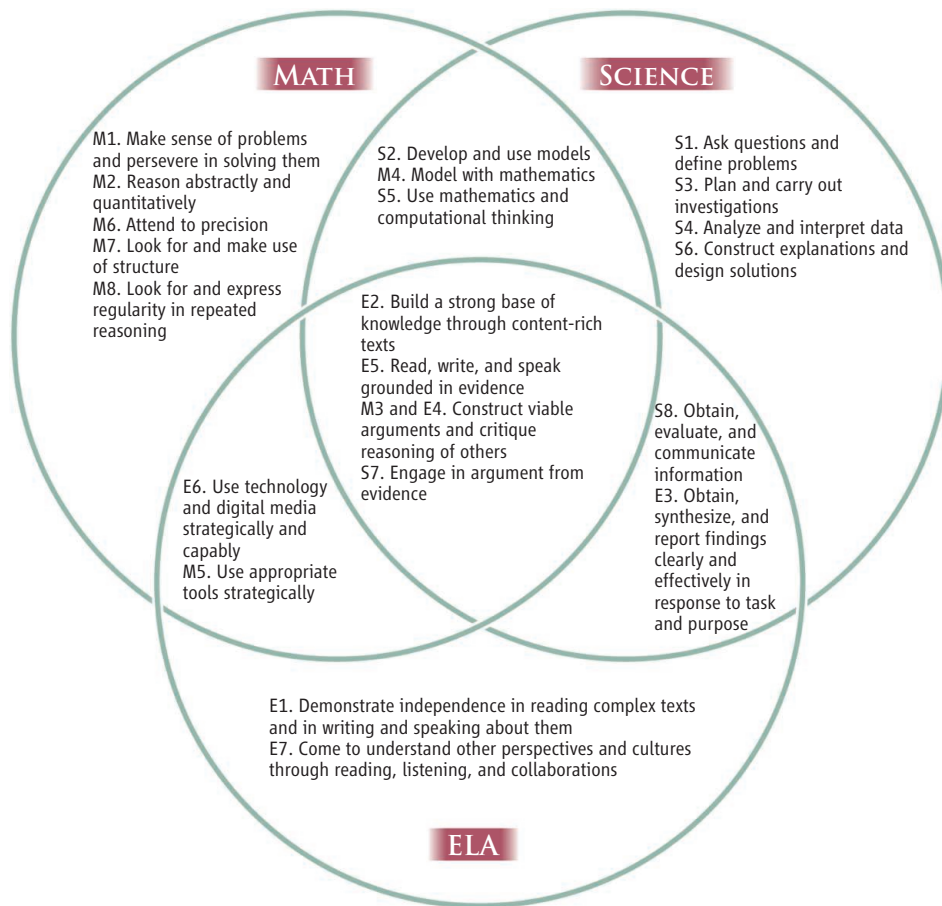 MATH
SCIENCE
M1. Make sense of problems
and persevere in solving them
M2. Reason abstractly and
quantitatively
M6. Attend to precision
M7. Look for and make use
of structure
M8. Look for and express
regularity in repeated
reasoning
S2. Develop and use models
M4. Model with mathematics
S5. Use mathematics and
computational thinking
S1. Ask questions and
define problems
S3. Plan and carry out
investigations
S4. Analyze and interpret data
S6. Construct explanations and
design solutions
E2. Build a strong base of
knowledge through content-rich
texts
E5. Read, write, and speak
grounded in evidence
M3 and E4. Construct viable
arguments and critique
reasoning of others
S7. Engage in argument from
evidence
E6. Use technology
and digital media
strategically and
capably
M5. Use appropriate
tools strategically
S8. Obtain,
evaluate, and
communicate
information
E3. Obtain,
synthesize, and
report findings
clearly and
effectively in
response to task
and purpose
E1. Demonstrate independence in reading complex texts
and in writing and speaking about them
E7. Come to understand other perspectives and cultures
through reading, listening, and collaborations
ELA